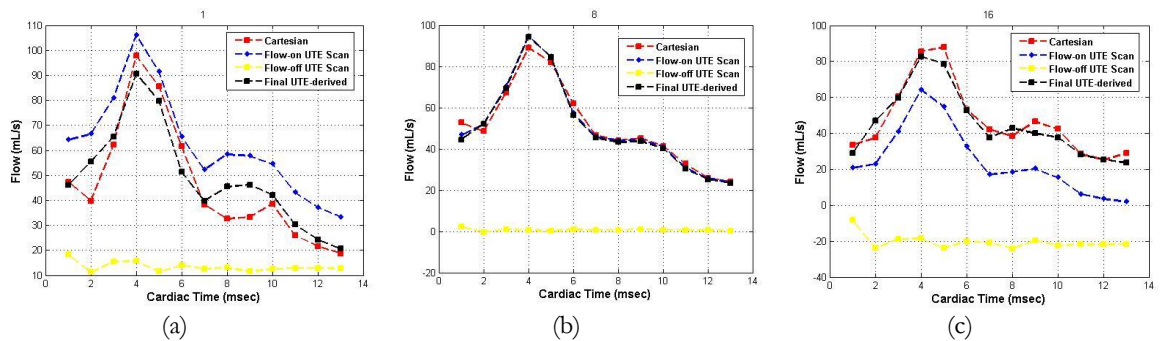 1
Flow (mL/s)
110
100
90
80
70
60
50
40
30
20
10
Cartesian
Flow-on UTE Scan
Flow-off UTE Scan
Final UTE-derived
0 2 4 6 8 10 12 14
Cardiac Time (msec)
(a)
8
Flow (mL/s)
100
80
60
40
20
0
-20
Cartesian
Flow-on UTE Scan
Flow-off UTE Scan
Final UTE-derived
0 2 4 6 8 10 12 14
Cardiac Time (msec)
(b)
16
Flow (mL/s)
100
80
60
40
20
0
-20
-40
Cartesian
Flow-on UTE Scan
Flow-off UTE Scan
Final UTE-derived
0 2 4 6 8 10 12 14
Cardiac Time (msec)
(c)